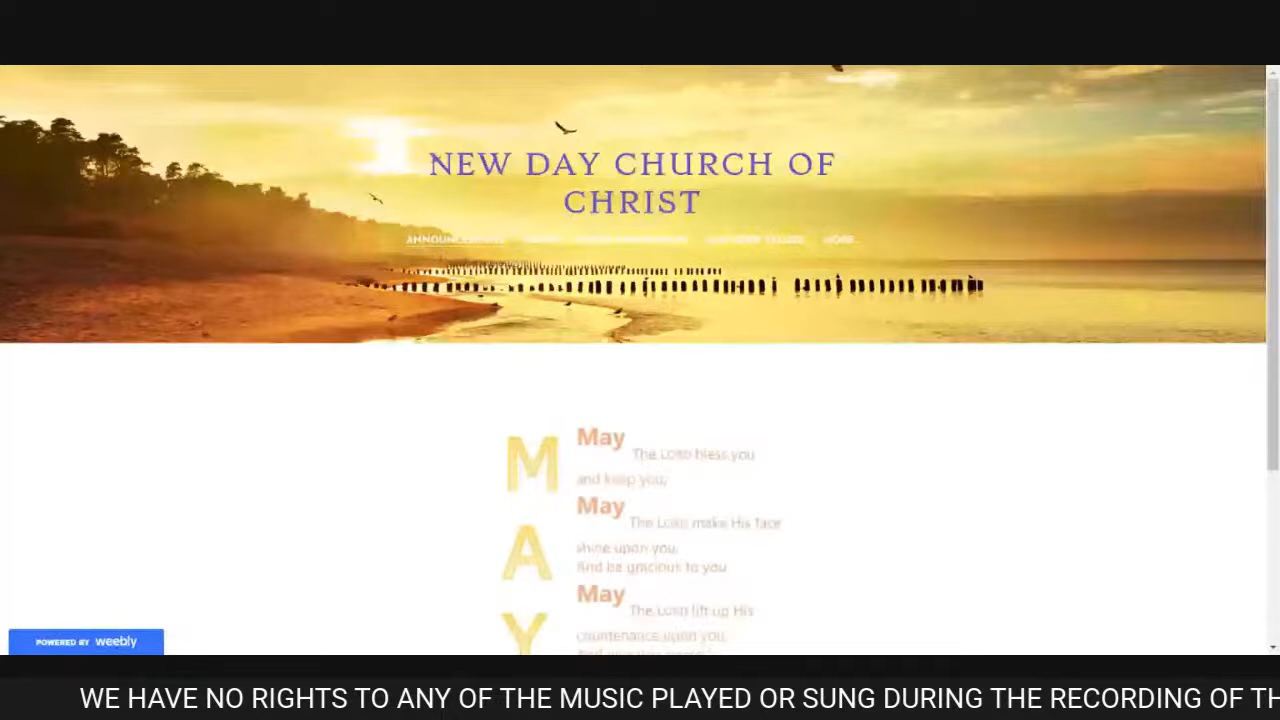 NEW DAY CHURCH OF
CHRIST
MORE
M
May
The LORD bless you
and keep you;
A
May
The LORD make His face
shine upon you,
And be gracious to you
Y
May
The LORD lift up His
countenance upon you,
POWERED BY weebly
WE HAVE NO RIGHTS TO ANY OF THE MUSIC PLAYED OR SUNG DURING THE RECORDING OF TH